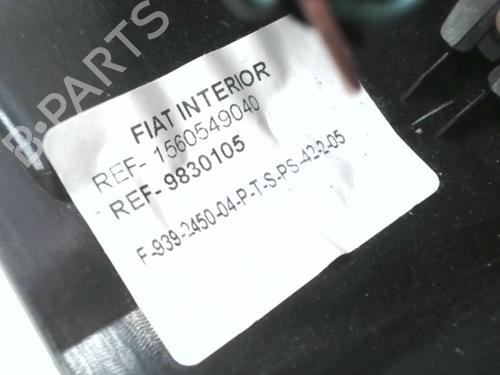 B-PARTS
FIAT INTERIOR
REF- 1560549040
REF- 9830105
F-939-2450-04-P-T-S-PS-42-2-05